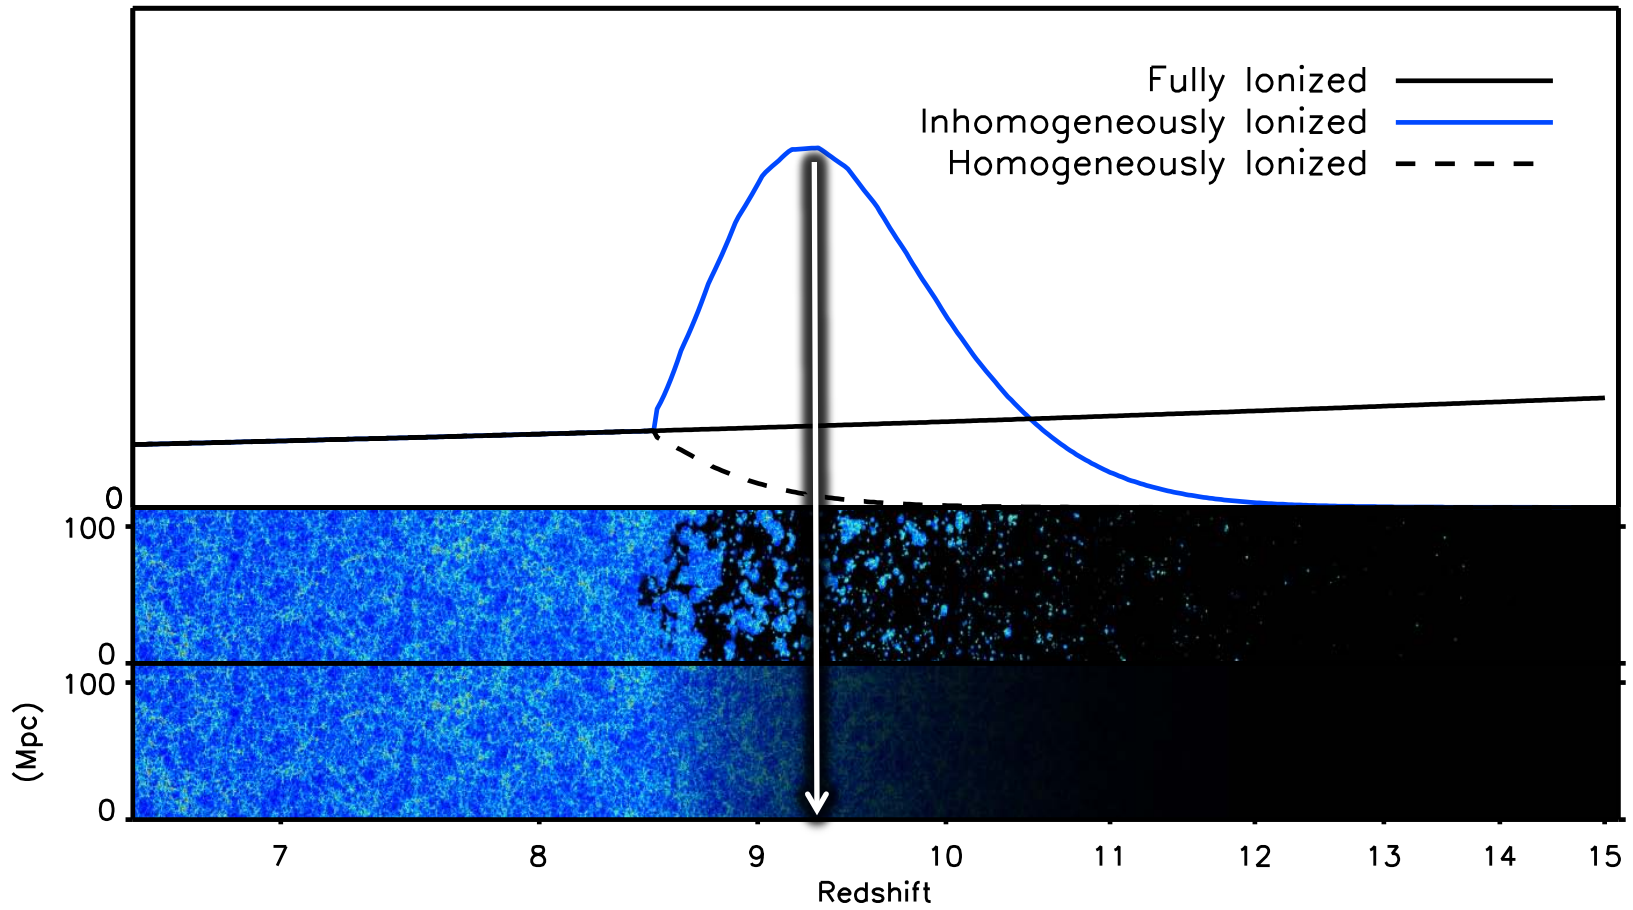 Fully Ionized
Inhomogeneously Ionized
Homogeneously Ionized
0
100
0
100
(Mpc)
0
7 8 9 10 11 12 13 14 15
Redshift